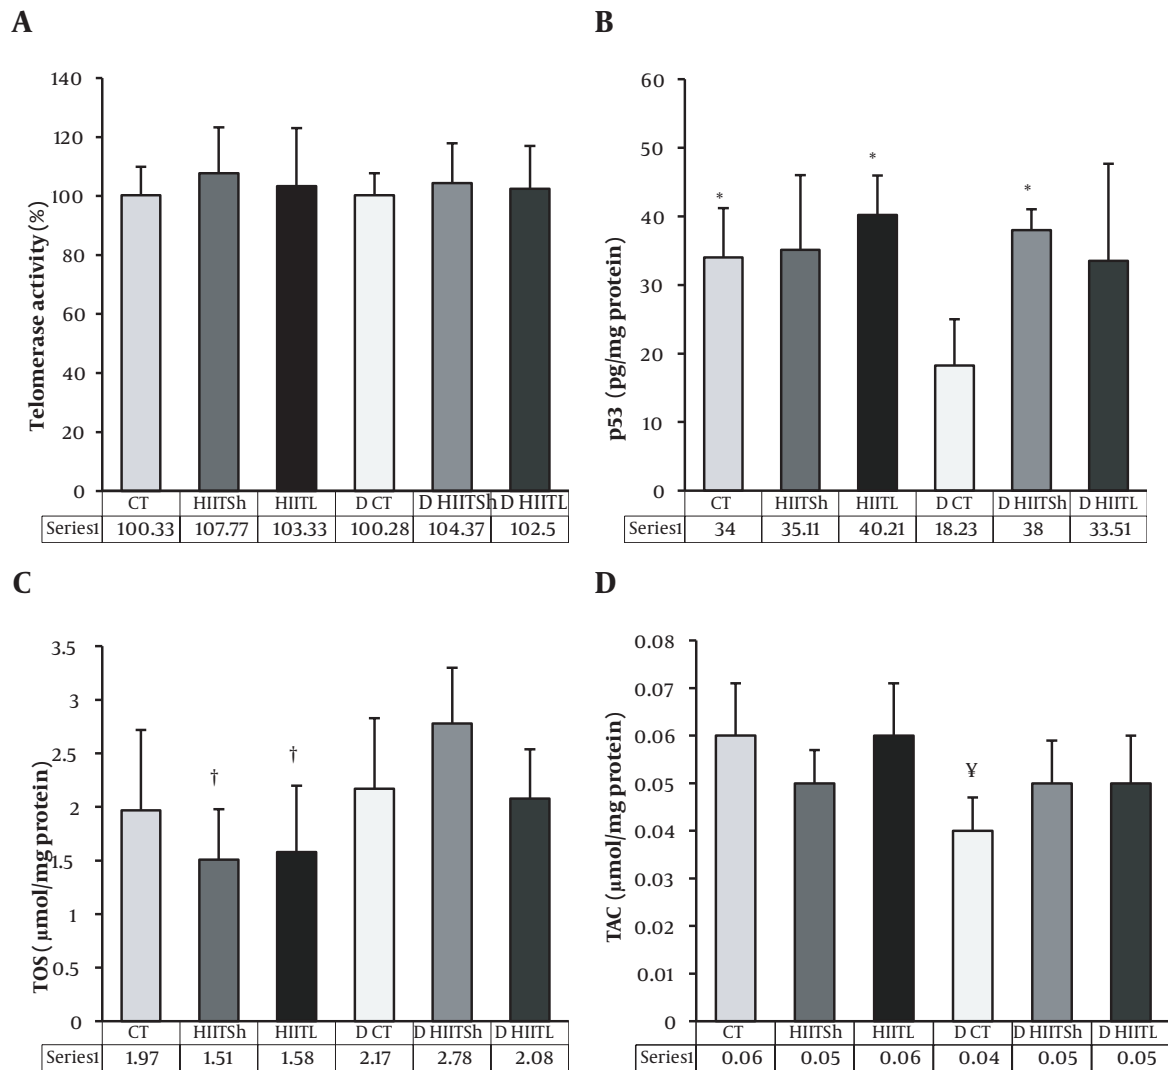 A
140
120
100
80
60
40
20
0
Telomerase activity (%)
CT HIITSh HIITL D CT D HIITSh D HIITL
Series1 100.33 107.77 103.33 100.28 104.37 102.5
B
60
50
40
30
20
10
0
p53 (pg/mg protein)
*
*
*
CT HIITSh HIITL D CT D HIITSh D HIITL
Series1 34 35.11 40.21 18.23 38 33.51
C
3.5
3
2.5
2
1.5
1
0.5
0
TOS ( μmol/mg protein)
†
†
CT HIITSh HIITL D CT D HIITSh D HIITL
Series1 1.97 1.51 1.58 2.17 2.78 2.08
D
0.08
0.07
0.06
0.05
0.04
0.03
0.02
0.01
0
TAC (μmol/mg protein)
¥
CT HIITSh HIITL D CT D HIITSh D HIITL
Series1 0.06 0.05 0.06 0.04 0.05 0.05